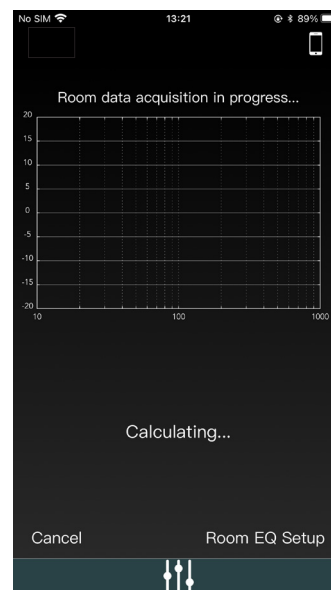 No SIM 13:21 89%
Room data acquisition in progress...
20
15
10
5
0
-5
-10
-15
-20
10 100 1000
Calculating...
Cancel Room EQ Setup